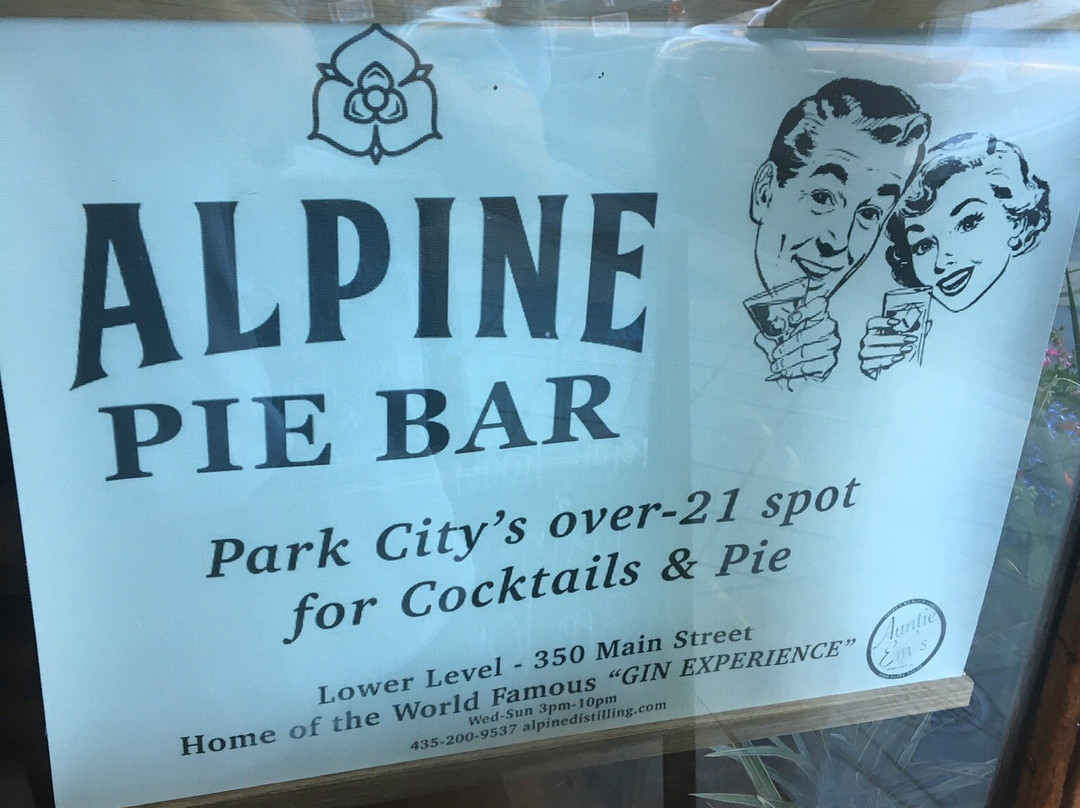 ALPINE
PIE BAR
Park City's over-21 spot
for Cocktails & Pie
Lower Level - 350 Main Street
Home of the World Famous "GIN EXPERIENCE"
Wed-Sun 3pm-10pm
435-200-9537 alpinedistilling.com
Auntie
Em's